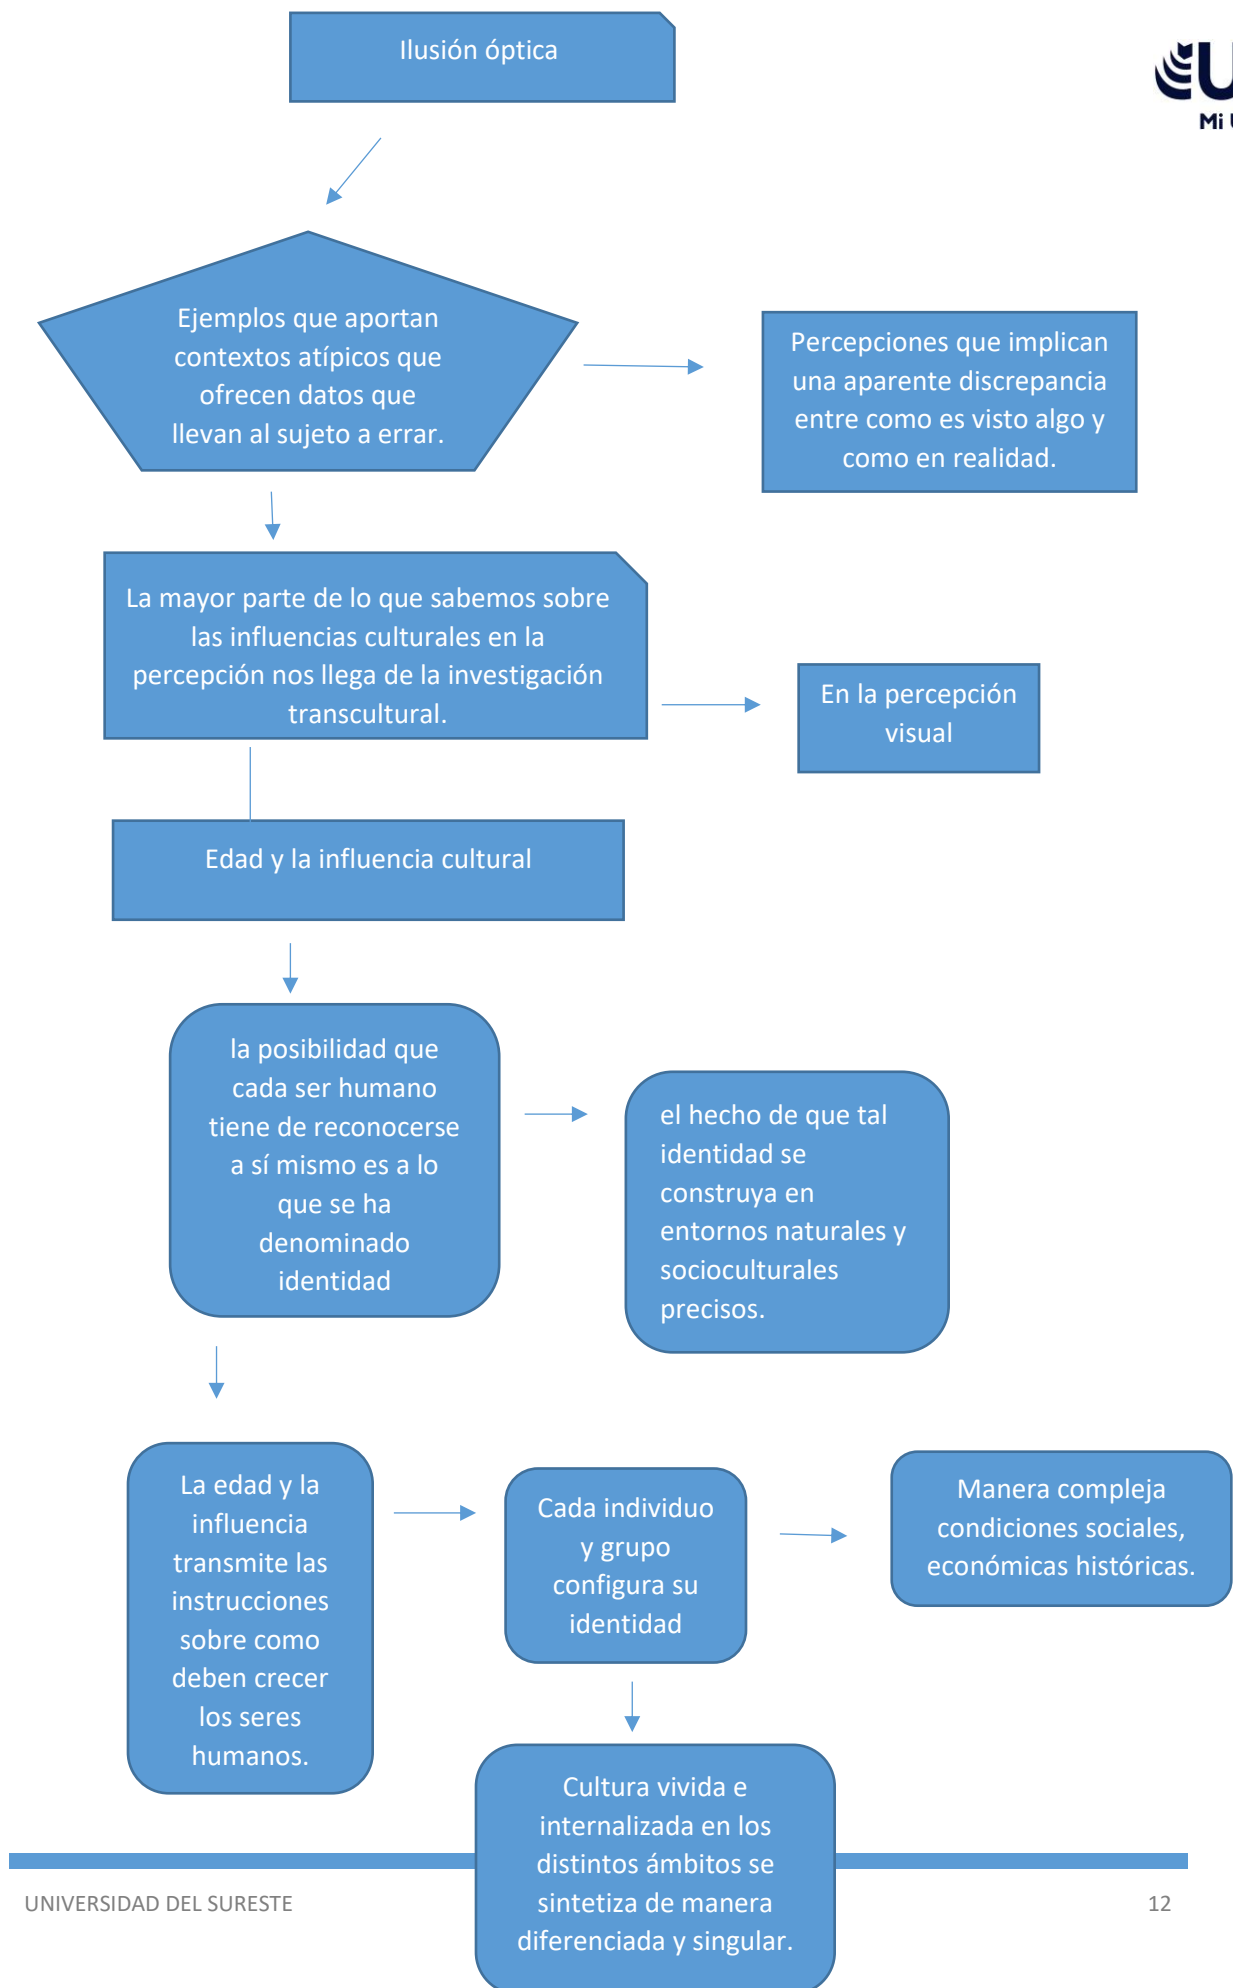 Ilusión óptica
U
Mi U
Ejemplos que aportan
contextos atípicos que
ofrecen datos que
llevan al sujeto a errar.
Percepciones que implican
una aparente discrepancia
entre como es visto algo y
como en realidad.
La mayor parte de lo que sabemos sobre
las influencias culturales en la
percepción nos llega de la investigación
transcultural.
En la percepción
visual
Edad y la influencia cultural
la posibilidad que
cada ser humano
tiene de reconocerse
a sí mismo es a lo
que se ha
denominado
identidad
el hecho de que tal
identidad se
construya en
entornos naturales y
socioculturales
precisos.
La edad y la
influencia
transmite las
instrucciones
sobre como
deben crecer
los seres
humanos.
Cada individuo
y grupo
configura su
identidad
Manera compleja
condiciones sociales,
económicas históricas.
Cultura vivida e
internalizada en los
distintos ámbitos se
sintetiza de manera
diferenciada y singular.
UNIVERSIDAD DEL SURESTE
12